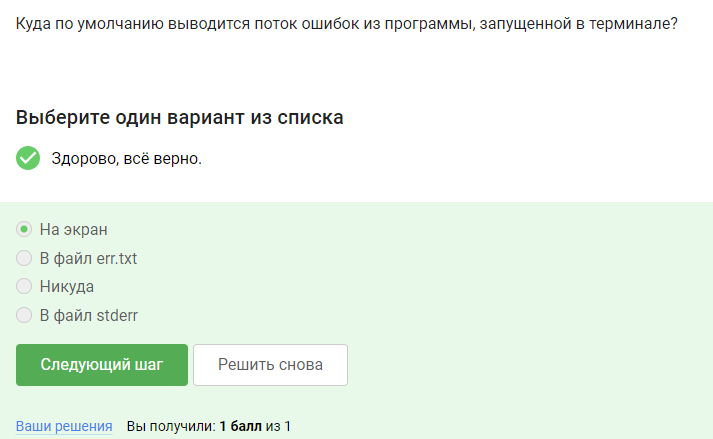 Куда по умолчанию выводится поток ошибок из программы, запущенной в терминале?
Выберите один вариант из списка
Здорово, всё верно.
На экран
В файл err.txt
Никуда
В файл stderr
Следующий шаг
Решить снова
Ваши решения
Вы получили: 1 балл из 1